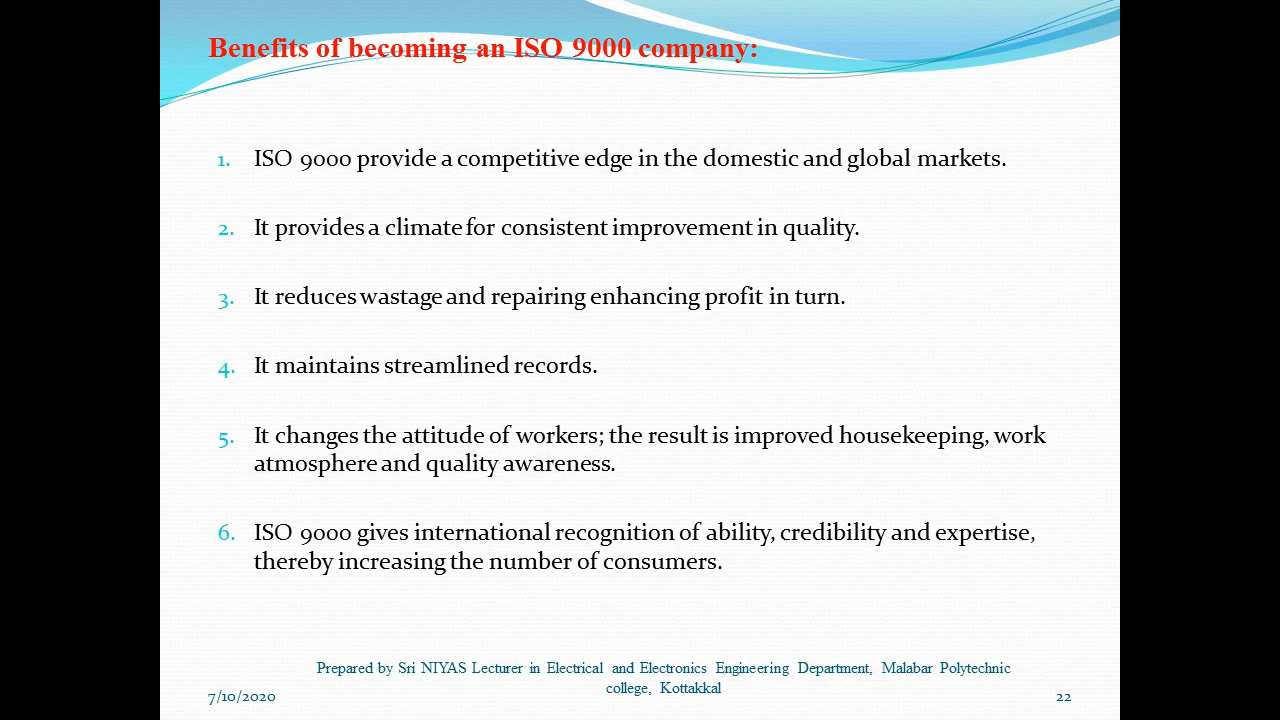 Benefits of becoming an ISO 9000 company:
1. ISO 9000 provide a competitive edge in the domestic and global markets.
2. It provides a climate for consistent improvement in quality.
3. It reduces wastage and repairing enhancing profit in turn.
4. It maintains streamlined records.
5. It changes the attitude of workers; the result is improved housekeeping, work
atmosphere and quality awareness.
6. ISO 9000 gives international recognition of ability, credibility and expertise,
thereby increasing the number of consumers.
Prepared by Sri NIYAS Lecturer in Electrical and Electronics Engineering Department, Malabar Polytechnic
college, Kottakkal
7/10/2020
22